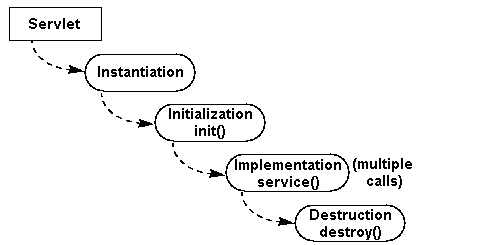 Servlet
Instantiation
Initialization
init()
Implementation
service()
(multiple
calls)
Destruction
destroy()